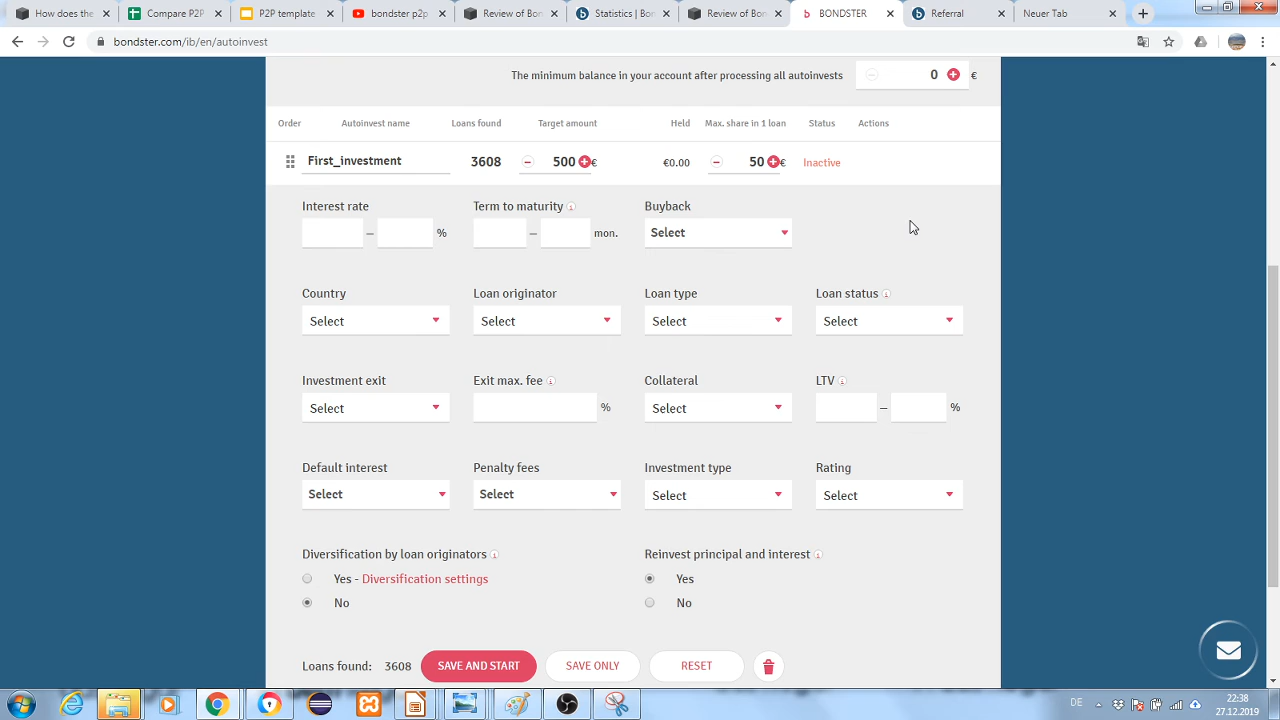 How does the
Compare P2P
P2P template
bondster p2p
Review of Bon
Statistics | Bo
Review of Bon
BONDSTER
Referral
Neuer Tab
bondster.com/ib/en/autoinvest
The minimum balance in your account after processing all autoinvests 0 €
Order Autoinvest name Loans found Target amount Held Max. share in 1 loan Status Actions
First_investment 3608 500 € €0.00 50 € Inactive
Interest rate Term to maturity Buyback
– % – mon. Select
Country Loan originator Loan type Loan status
Select Select Select Select
Investment exit Exit max. fee Collateral LTV
Select % Select – %
Default interest Penalty fees Investment type Rating
Select Select Select Select
Diversification by loan originators Reinvest principal and interest
Yes - Diversification settings Yes
No No
Loans found: 3608 SAVE AND START SAVE ONLY RESET
DE 22:38
27.12.2019